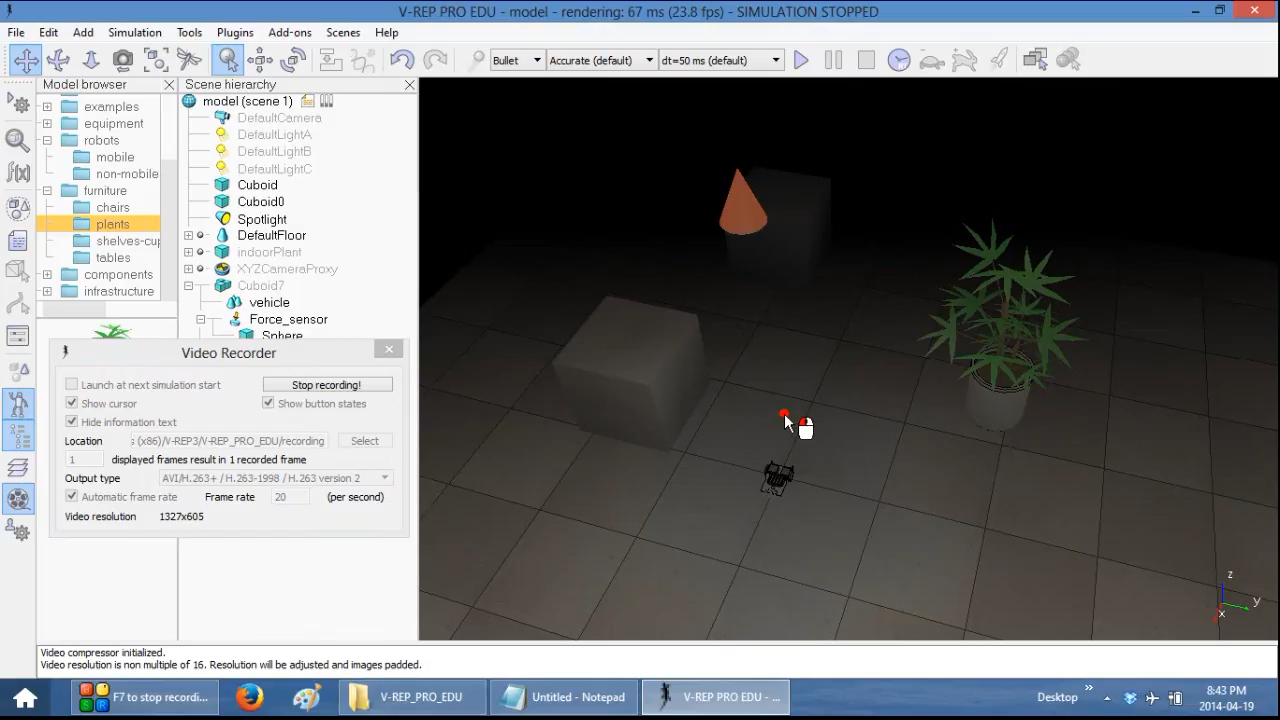 V-REP PRO EDU - model - rendering: 67 ms (23.8 fps) - SIMULATION STOPPED
File Edit Add Simulation Tools Plugins Add-ons Scenes Help
Bullet Accurate (default) dt=50 ms (default)
Model browser
examples
equipment
robots
mobile
non-mobile
furniture
chairs
plants
shelves-cup
tables
components
infrastructure
Scene hierarchy
model (scene 1)
DefaultCamera
DefaultLightA
DefaultLightB
DefaultLightC
Cuboid
Cuboid0
Spotlight
DefaultFloor
indoorPlant
XYZCameraProxy
Cuboid7
vehicle
Force_sensor
Sphere
Video Recorder
Launch at next simulation start Stop recording!
Show cursor Show button states
Hide information text
Location : (x86)/V-REP3/V-REP_PRO_EDU/recording Select
1 displayed frames result in 1 recorded frame
Output type AVI/H.263+ / H.263-1998 / H.263 version 2
Automatic frame rate Frame rate 20 (per second)
Video resolution 1327x605
z
y
x
Video compressor initialized.
Video resolution is non multiple of 16. Resolution will be adjusted and images padded.
F7 to stop recordi... V-REP_PRO_EDU Untitled - Notepad V-REP PRO EDU - ... Desktop 8:43 PM
2014-04-19